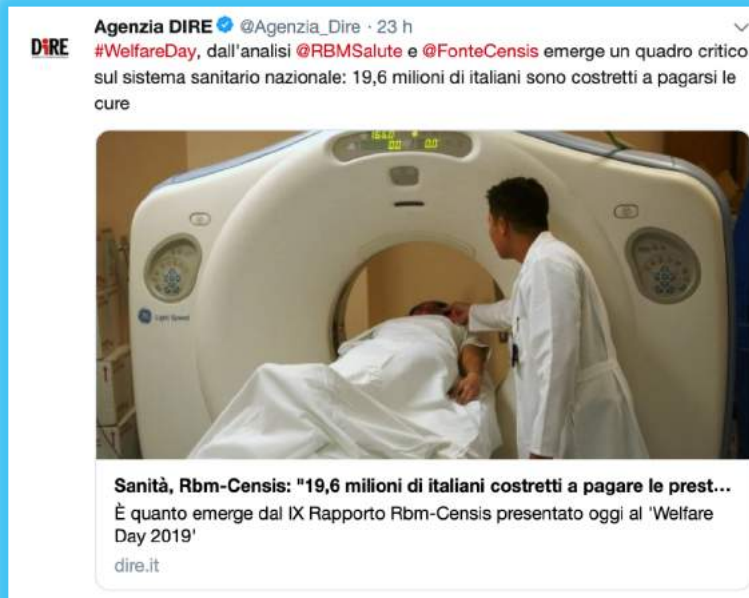 DiRE
Agenzia DIRE @Agenzia_Dire · 23 h
#WelfareDay, dall'analisi @RBMSalute e @FonteCensis emerge un quadro critico
sul sistema sanitario nazionale: 19,6 milioni di italiani sono costretti a pagarsi le
cure
Light Speed
Sanità, Rbm-Censis: "19,6 milioni di italiani costretti a pagare le prest...
È quanto emerge dal IX Rapporto Rbm-Censis presentato oggi al 'Welfare
Day 2019'
dire.it